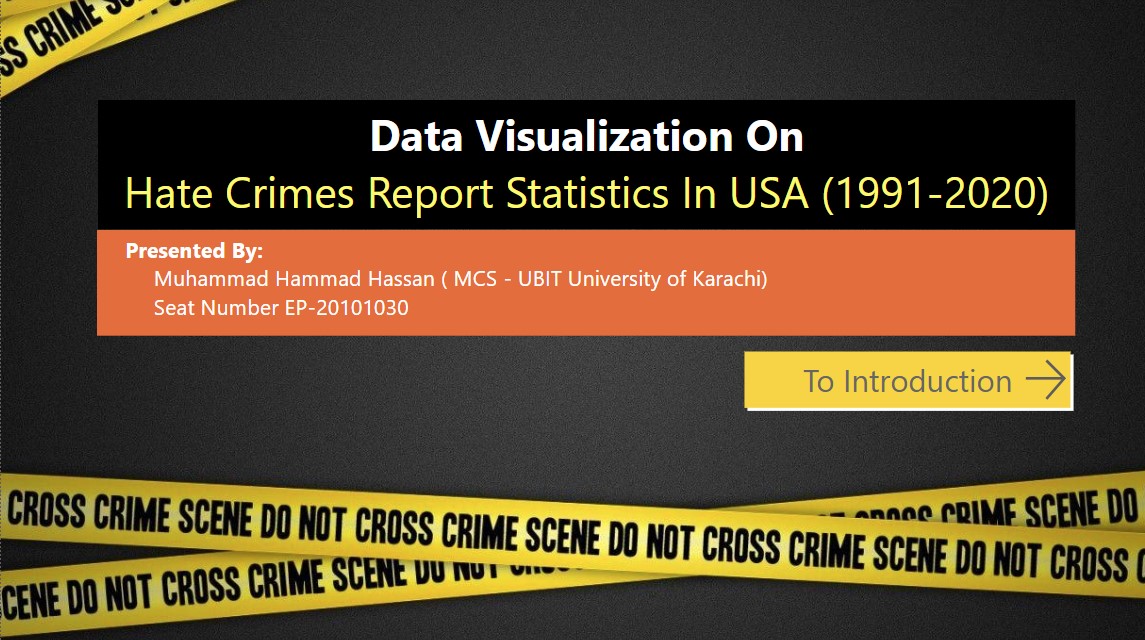 SS CRIME SC
NOT CROSS
Data Visualization On
Hate Crimes Report Statistics In USA (1991-2020)
Presented By:
Muhammad Hammad Hassan ( MCS - UBIT University of Karachi)
Seat Number EP-20101030
To Introduction
CROSS CRIME SCENE DO NOT CROSS CRIME SCENE DO NOT CROSS CRIME SCENE DO NOT CROSS
CROSS CRIME SCENE DO
CENE DO NOT CROSS CRIME SCENE DO NOT CROSS